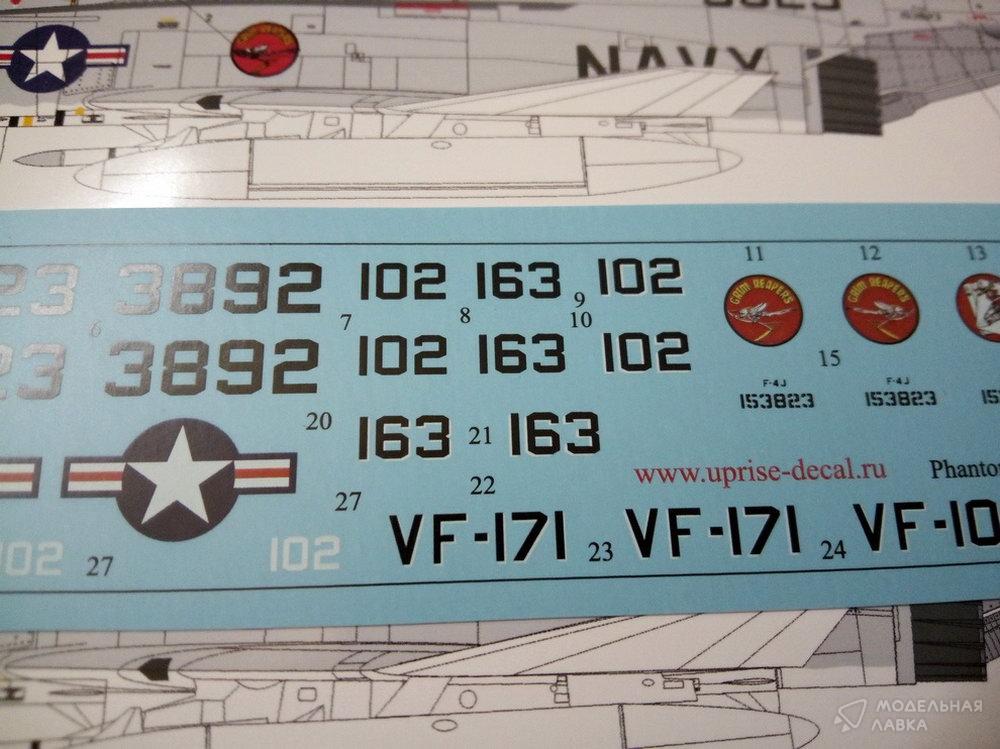 NAVY
23 3892 102 163 102
11 12 13
GRIM REAPERS GRIM REAPERS
6 7 8 9 10
23 3892 102 163 102
15
F-4J F-4J
153823 153823 15
20 163 21 163
www.uprise-decal.ru Phanto
27 22
VF-171 23 VF-171 24 VF-10
102 27 102
МОДЕЛЬНАЯ
ЛАВКА